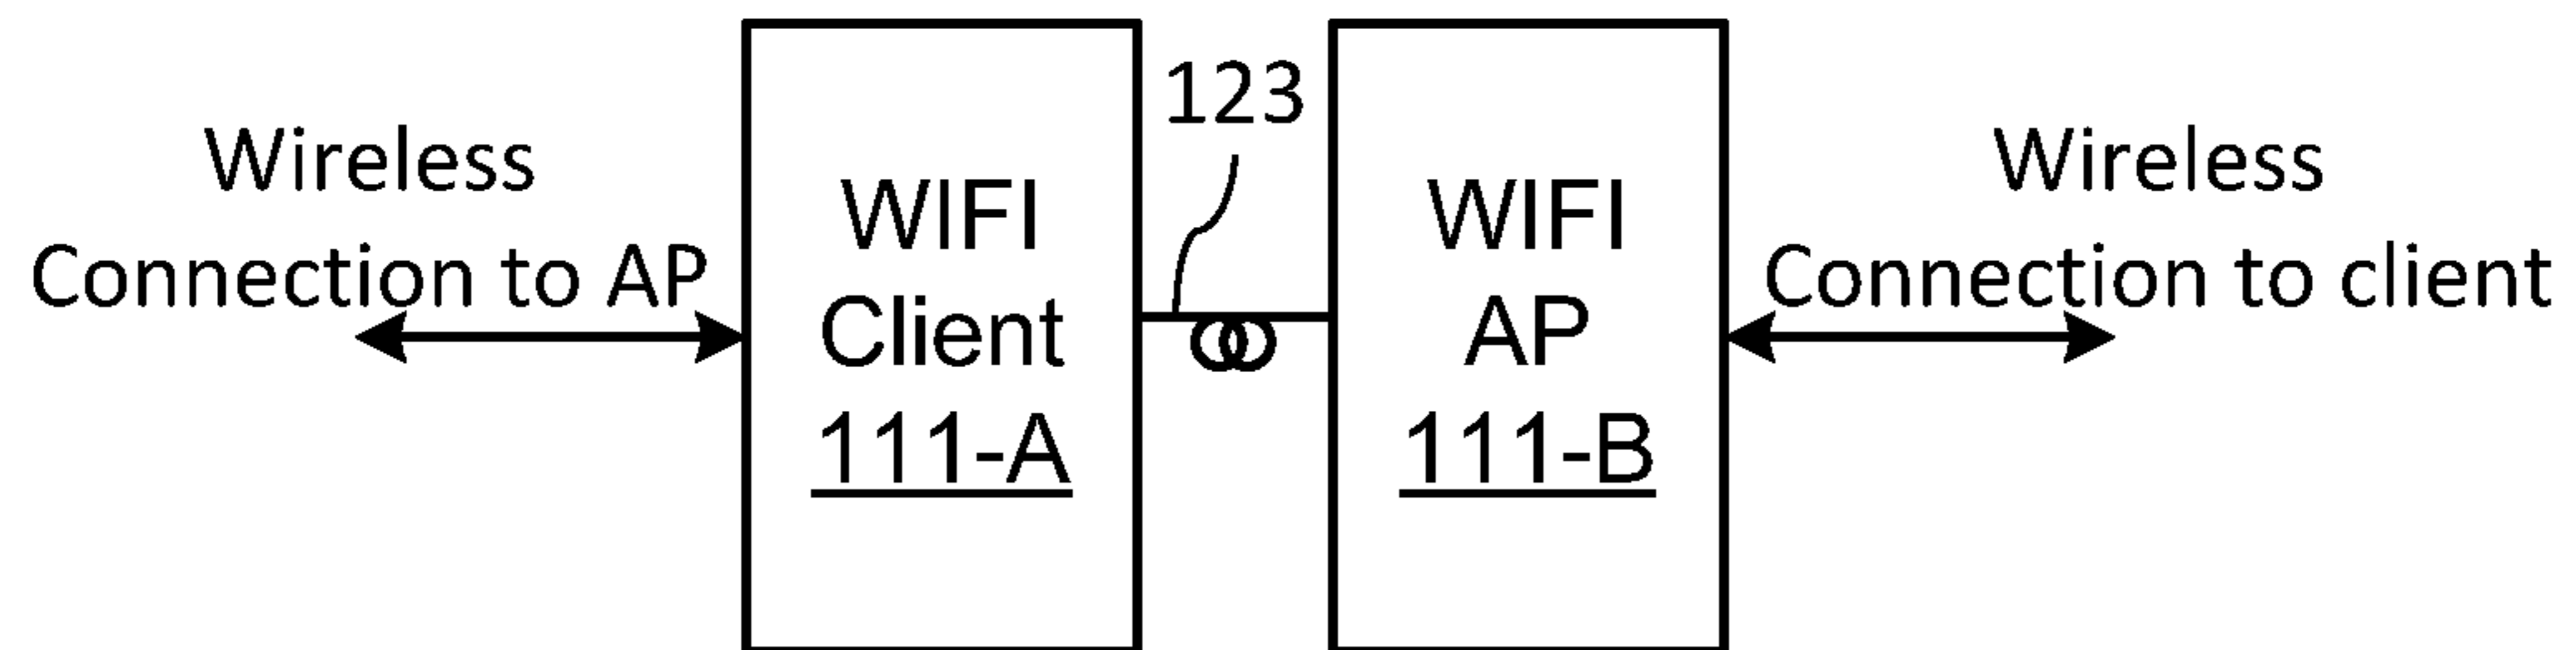 Wireless
Connection to AP
WIFI
Client
111-A
123
WIFI
AP
111-B
Wireless
Connection to client